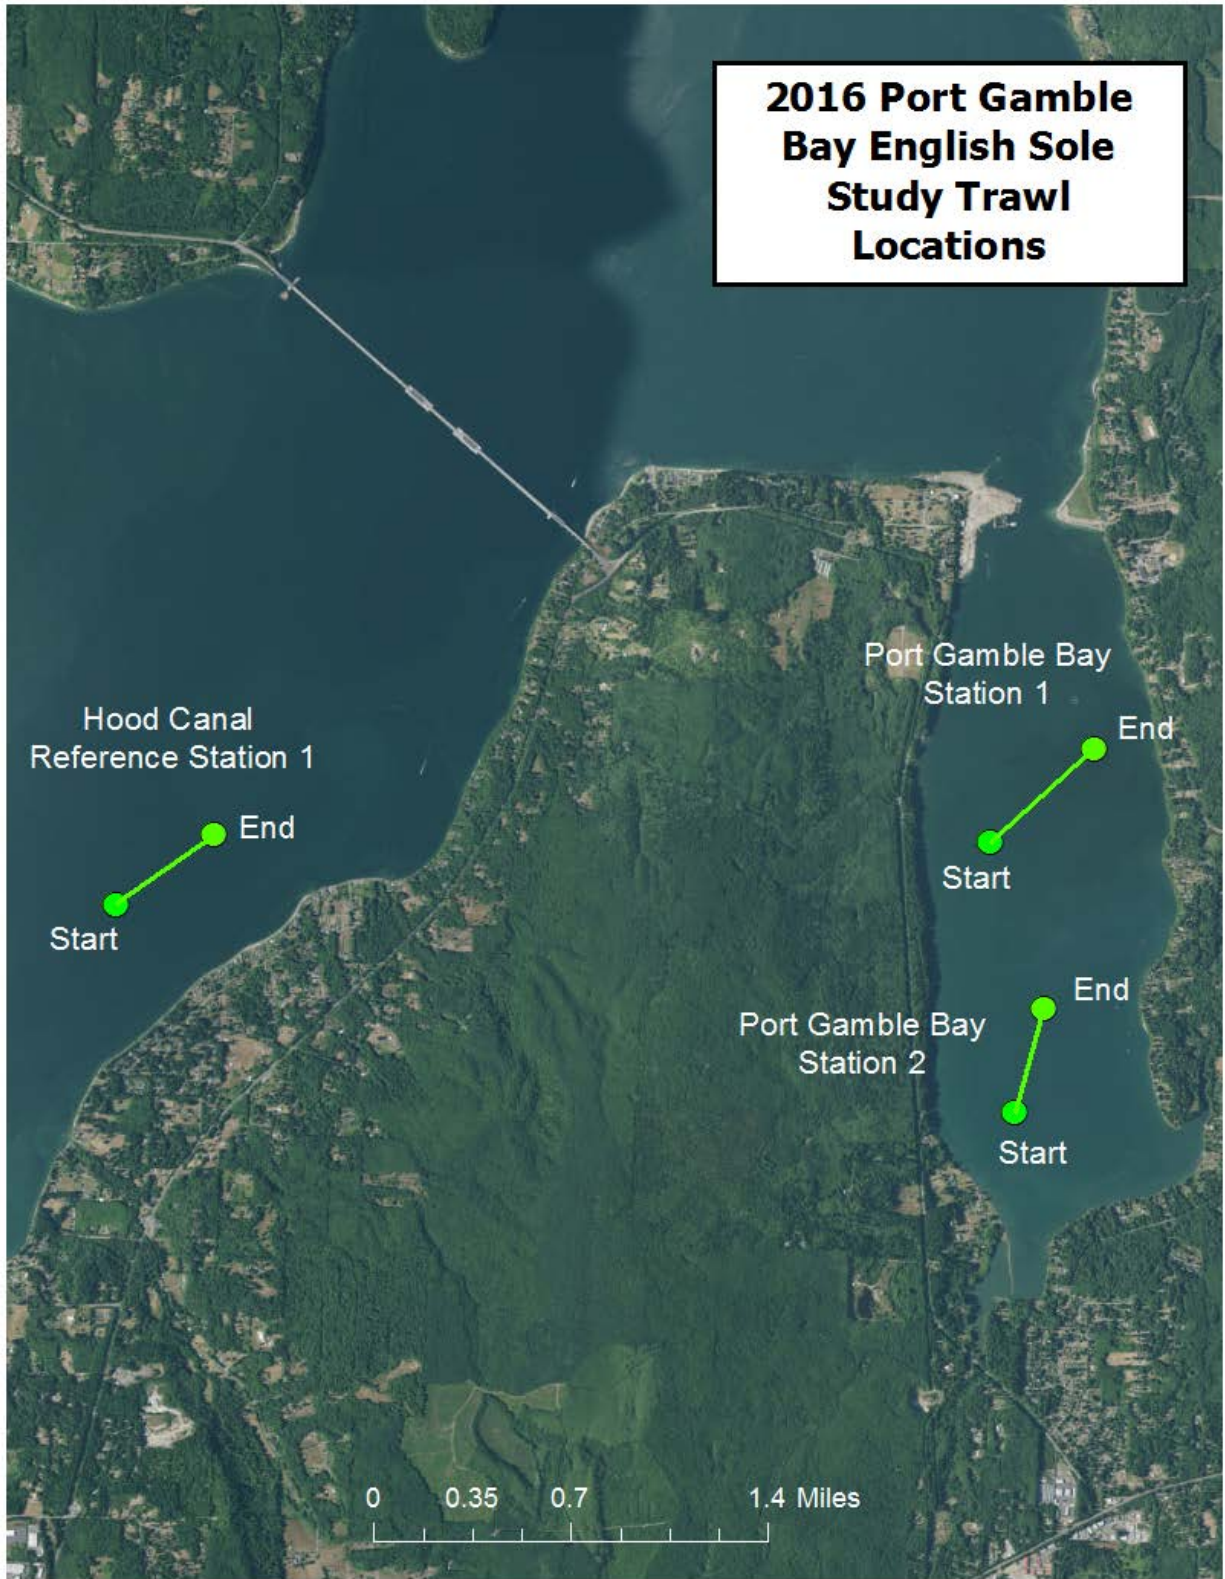 2016 Port Gamble
Bay English Sole
Study Trawl
Locations
Port Gamble Bay
Station 1
End
Start
Hood Canal
Reference Station 1
End
Start
End
Port Gamble Bay
Station 2
Start
0 0.35 0.7 1.4 Miles